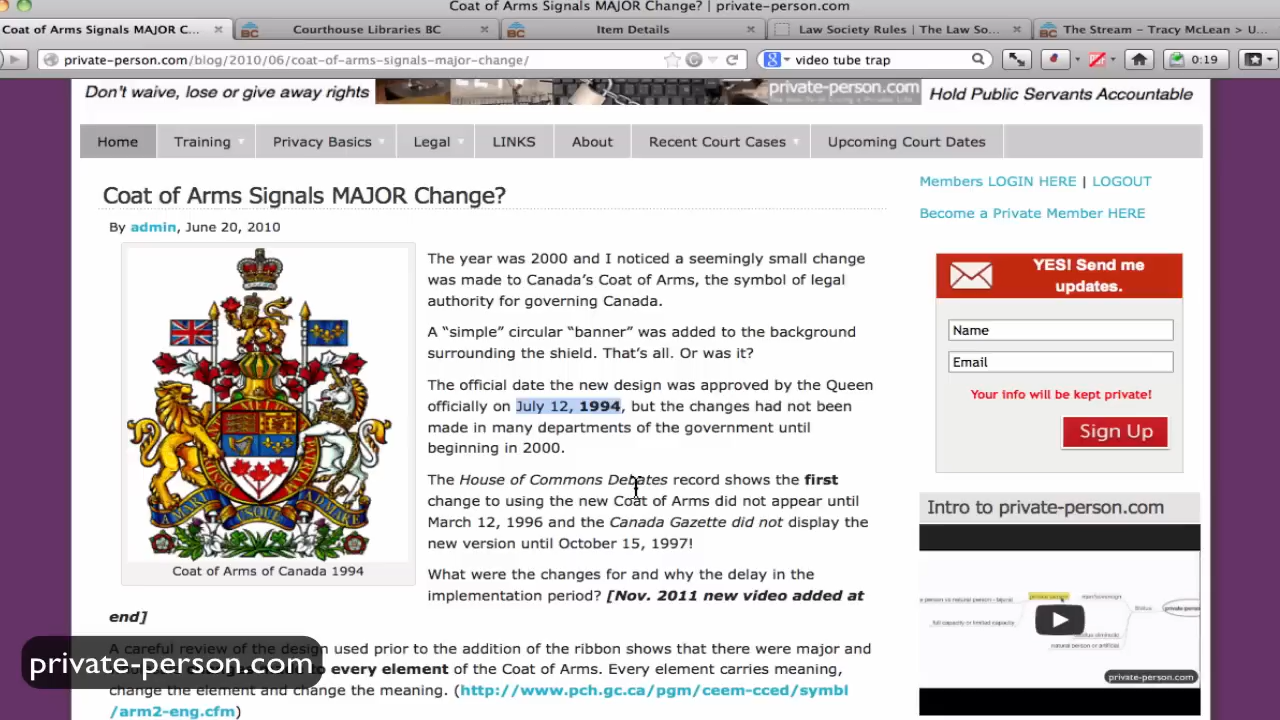 Coat of Arms Signals MAJOR Change? | private-person.com
Coat of Arms Signals MAJOR C...
Courthouse Libraries BC
Item Details
Law Society Rules | The Law So...
The Stream – Tracy McLean > U...
private-person.com/blog/2010/06/coat-of-arms-signals-major-change/
video tube trap
0:19
Don't waive, lose or give away rights
private-person.com
Hold Public Servants Accountable
Home
Training
Privacy Basics
Legal
LINKS
About
Recent Court Cases
Upcoming Court Dates
Coat of Arms Signals MAJOR Change?
By admin, June 20, 2010
The year was 2000 and I noticed a seemingly small change
was made to Canada's Coat of Arms, the symbol of legal
authority for governing Canada.
A “simple” circular “banner” was added to the background
surrounding the shield. That's all. Or was it?
The official date the new design was approved by the Queen
officially on July 12, 1994, but the changes had not been
made in many departments of the government until
beginning in 2000.
The House of Commons Debates record shows the first
change to using the new Coat of Arms did not appear until
March 12, 1996 and the Canada Gazette did not display the
new version until October 15, 1997!
Coat of Arms of Canada 1994
What were the changes for and why the delay in the
implementation period? [Nov. 2011 new video added at
end]
A careful review of the design used prior to the addition of the ribbon shows that there were major and
to every element of the Coat of Arms. Every element carries meaning,
change the element and change the meaning. (http://www.pch.gc.ca/pgm/ceem-cced/symbl
/arm2-eng.cfm)
private-person.com
Members LOGIN HERE | LOGOUT
Become a Private Member HERE
YES! Send me
updates.
Name
Email
Your info will be kept private!
Sign Up
Intro to private-person.com
private-person.com